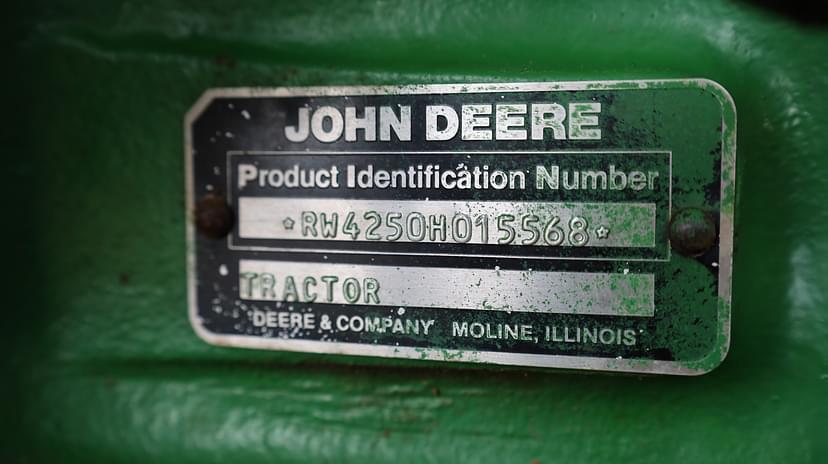 JOHN DEERE
Product Identification Number
*RW4250H015568*
TRACTOR
DEERE & COMPANY MOLINE, ILLINOIS